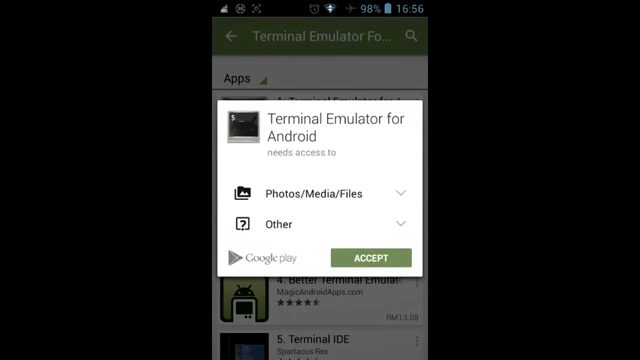 98% 16:56
Terminal Emulator Fo...
Apps
Terminal Emulator for
Android
needs access to
Photos/Media/Files
Other
Google play
ACCEPT
4. Better Terminal Emulat
MagicAndroidApps.com
RM13.08
5. Terminal IDE
Spartacus Rex